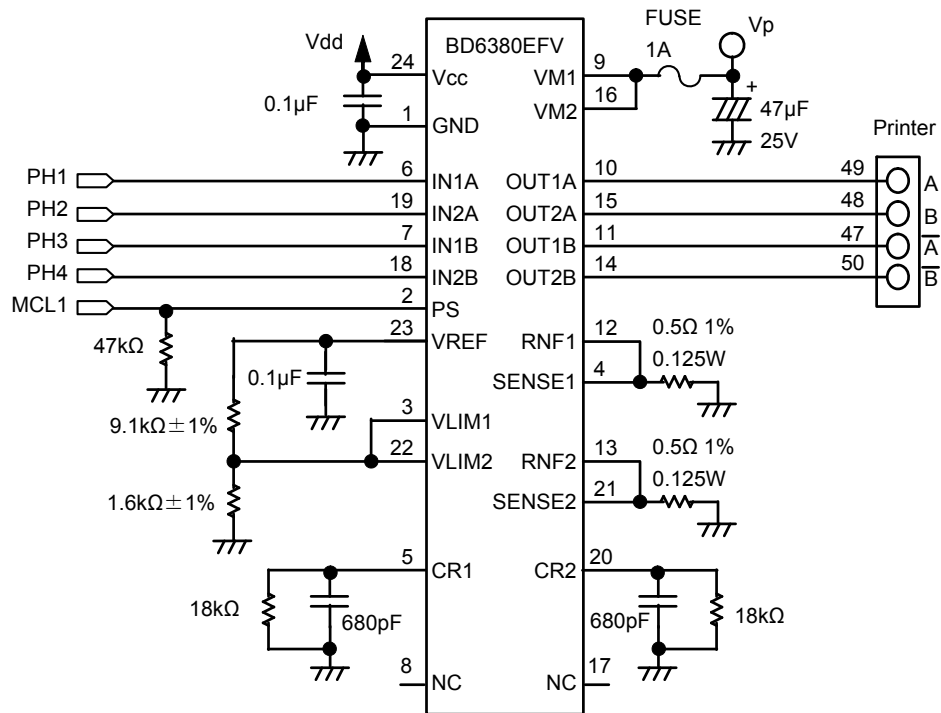 FUSE
Vp
Vdd
BD6380EFV
1A
24
Vcc
VM1
9
+
0.1µF
VM2
16
47µF
1
GND
25V
Printer
PH1
6
IN1A
OUT1A
10
49
A
PH2
19
IN2A
OUT2A
15
48
B
PH3
7
IN1B
OUT1B
11
47
A̅
PH4
18
IN2B
OUT2B
14
50
B̅
MCL1
2
PS
23
VREF
RNF1
12
0.5Ω 1%
47kΩ
0.1µF
SENSE1
4
0.125W
9.1kΩ±1%
3
VLIM1
22
VLIM2
RNF2
13
0.5Ω 1%
1.6kΩ±1%
SENSE2
21
0.125W
5
CR1
CR2
20
18kΩ
680pF
680pF
18kΩ
8
NC
NC
17